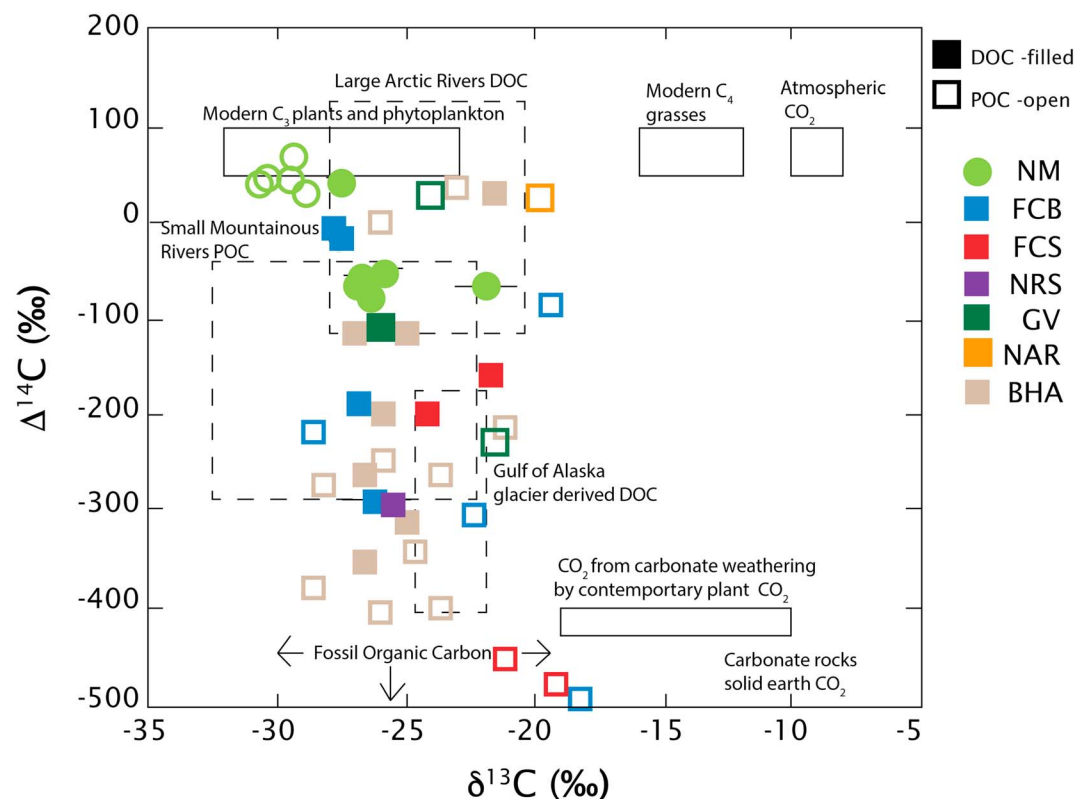 200
100
0
-100
-200
-300
-400
-500
Δ¹⁴C (‰)
-35
-30
-25
-20
-15
-10
-5
δ¹³C (‰)
Large Arctic Rivers DOC
Modern C₃ plants and phytoplankton
Modern C₄
grasses
Atmospheric
CO₂
Small Mountainous
Rivers POC
Gulf of Alaska
glacier derived DOC
CO₂ from carbonate weathering
by contemportary plant CO₂
Fossil Organic Carbon
Carbonate rocks
solid earth CO₂
DOC -filled
POC -open
NM
FCB
FCS
NRS
GV
NAR
BHA